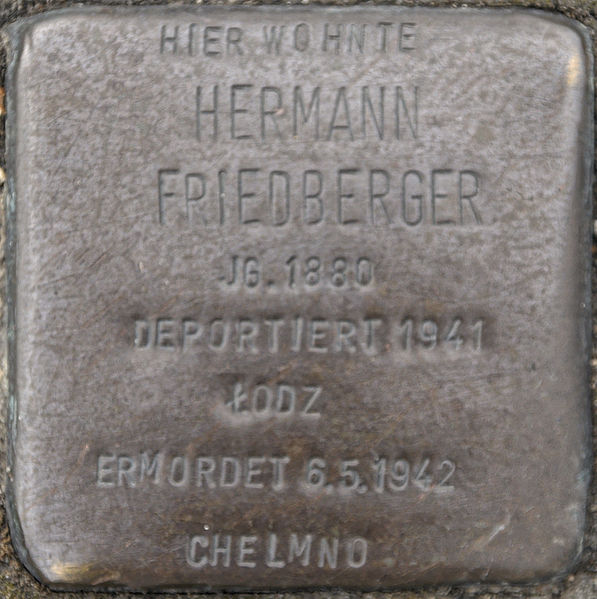 HIER WOHNTE
HERMANN
FRIEDBERGER
JG. 1880
DEPORTIERT 1941
ŁODZ
ERMORDET 6.5.1942
CHELMNO